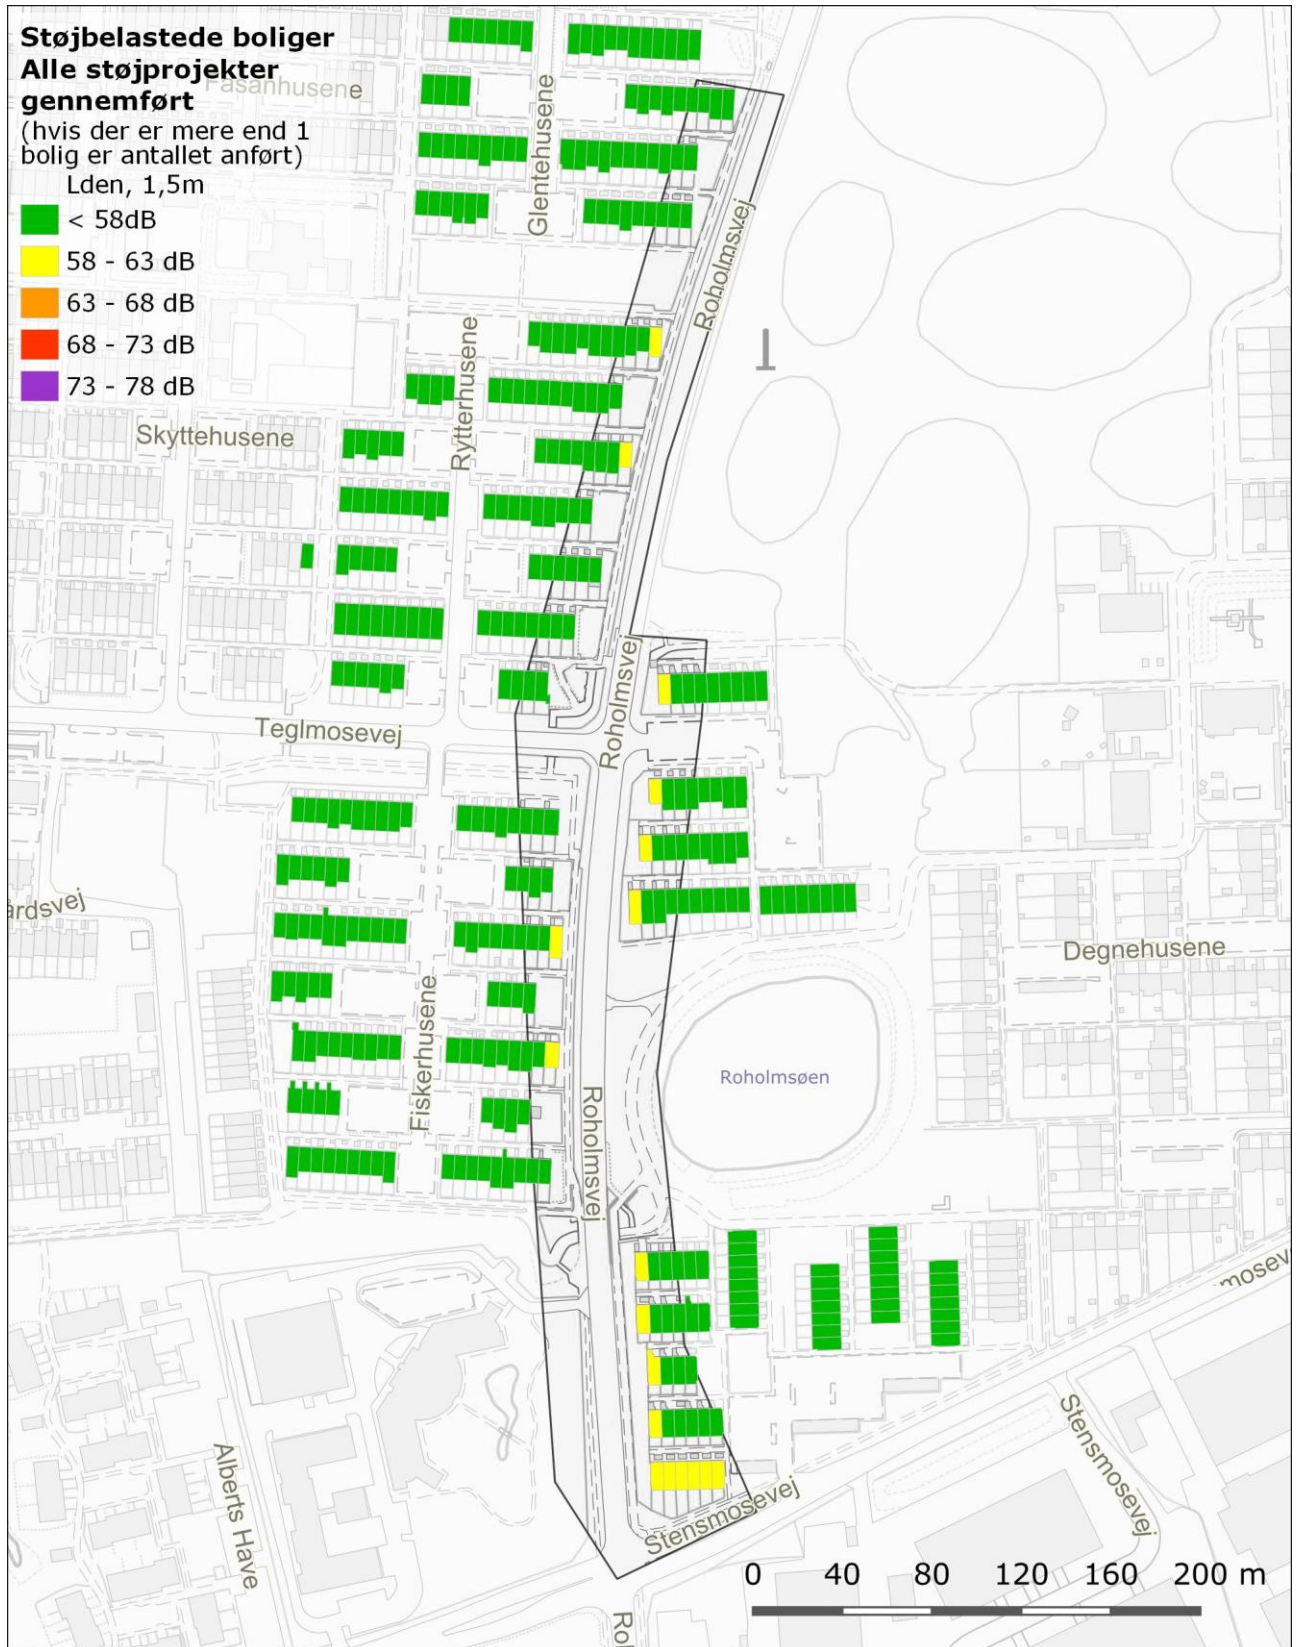 Støjbelastede boliger
Alle støjprojekter
gennemført
(hvis der er mere end 1
bolig er antallet anført)
Lden, 1,5m
< 58dB
58 - 63 dB
63 - 68 dB
68 - 73 dB
73 - 78 dB
Fasanhusene
Glentehusene
Roholmsvej
Rytterhusene
Skyttehusene
Roholmsvej
Teglmosevej
årdsvej
Degnehusene
Fiskerhusene
Roholmsøen
Roholmsvej
mosevej
Alberts Have
Stensmosevej
Stensmosevej
0 40 80 120 160 200 m
Rol